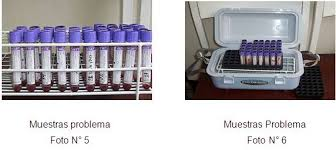 Muestras problema
Foto N° 5
Muestras Problema
Foto N° 6